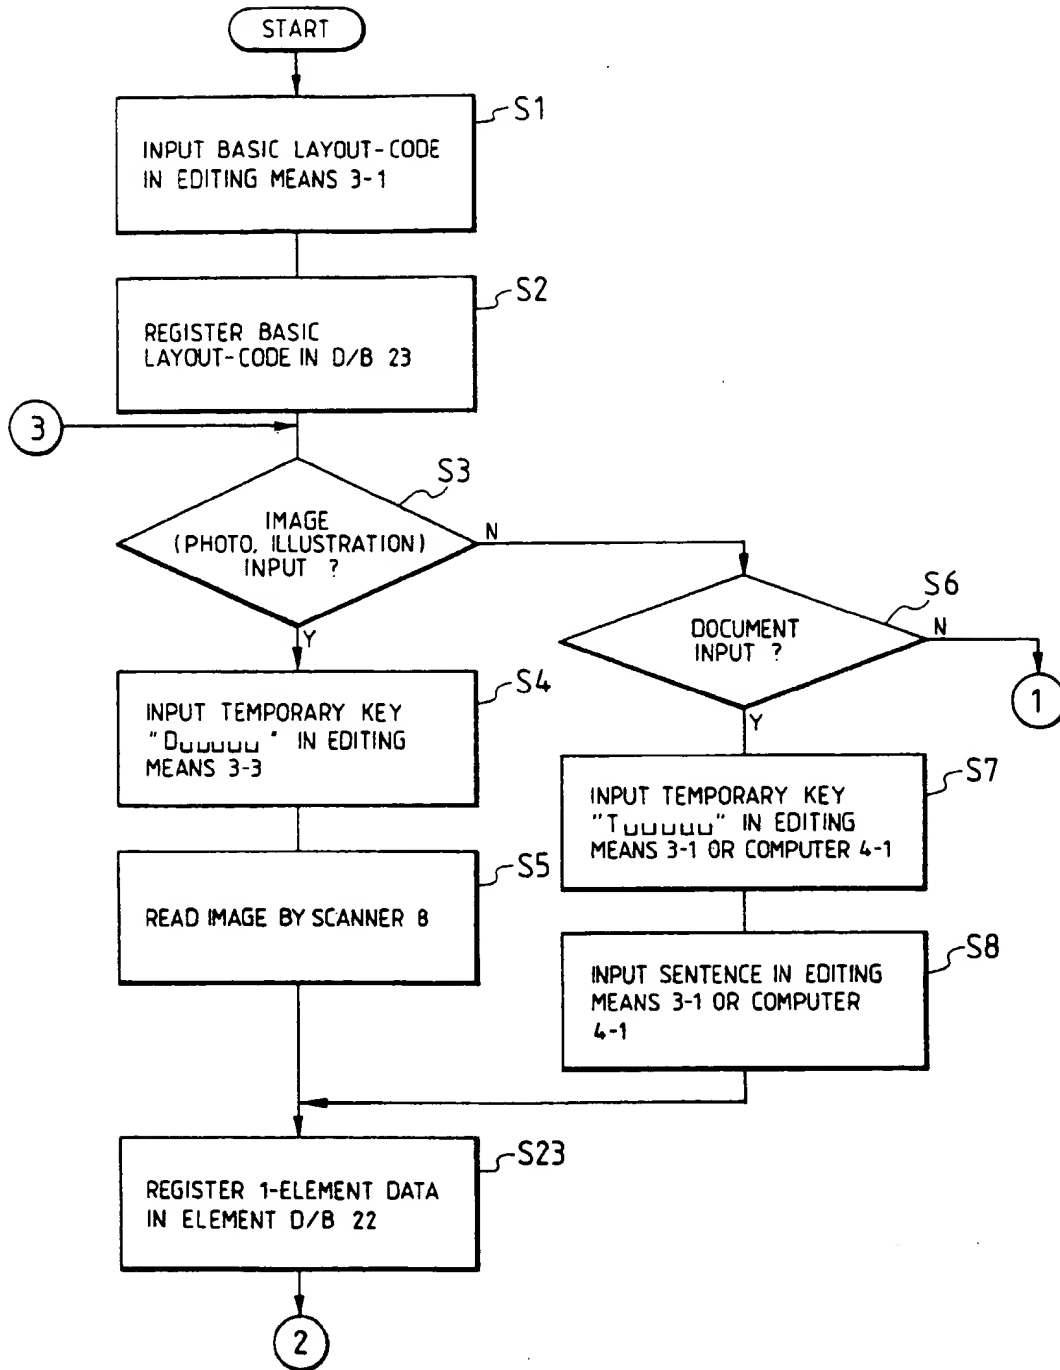 START
S1
INPUT BASIC LAYOUT-CODE
IN EDITING MEANS 3-1
S2
REGISTER BASIC
LAYOUT-CODE IN D/B 23
3
S3
IMAGE
(PHOTO, ILLUSTRATION)
INPUT ?
N
Y
S6
DOCUMENT
INPUT ?
N
1
Y
S4
INPUT TEMPORARY KEY
"D␣␣␣␣␣" IN EDITING
MEANS 3-3
S7
INPUT TEMPORARY KEY
"T␣␣␣␣␣" IN EDITING
MEANS 3-1 OR COMPUTER 4-1
S5
READ IMAGE BY SCANNER 8
S8
INPUT SENTENCE IN EDITING
MEANS 3-1 OR COMPUTER
4-1
S23
REGISTER 1-ELEMENT DATA
IN ELEMENT D/B 22
2